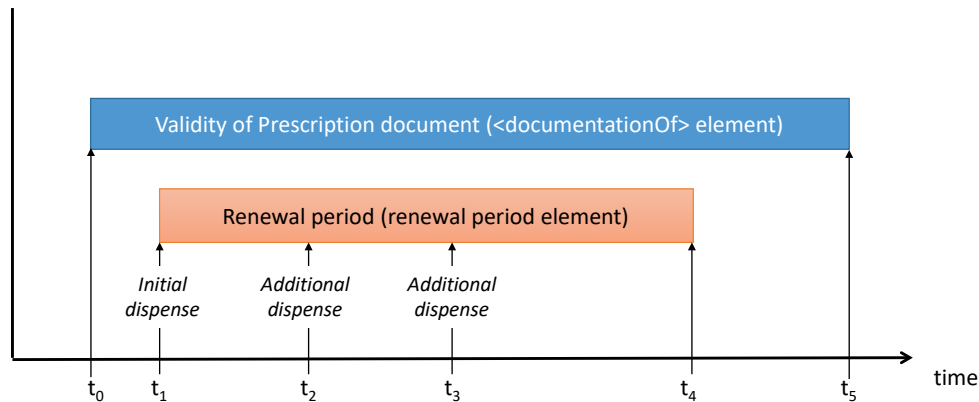 Validity of Prescription document (<documentationOf> element)
Renewal period (renewal period element)
Initial
dispense
Additional
dispense
Additional
dispense
t0 t1 t2 t3 t4 t5 time